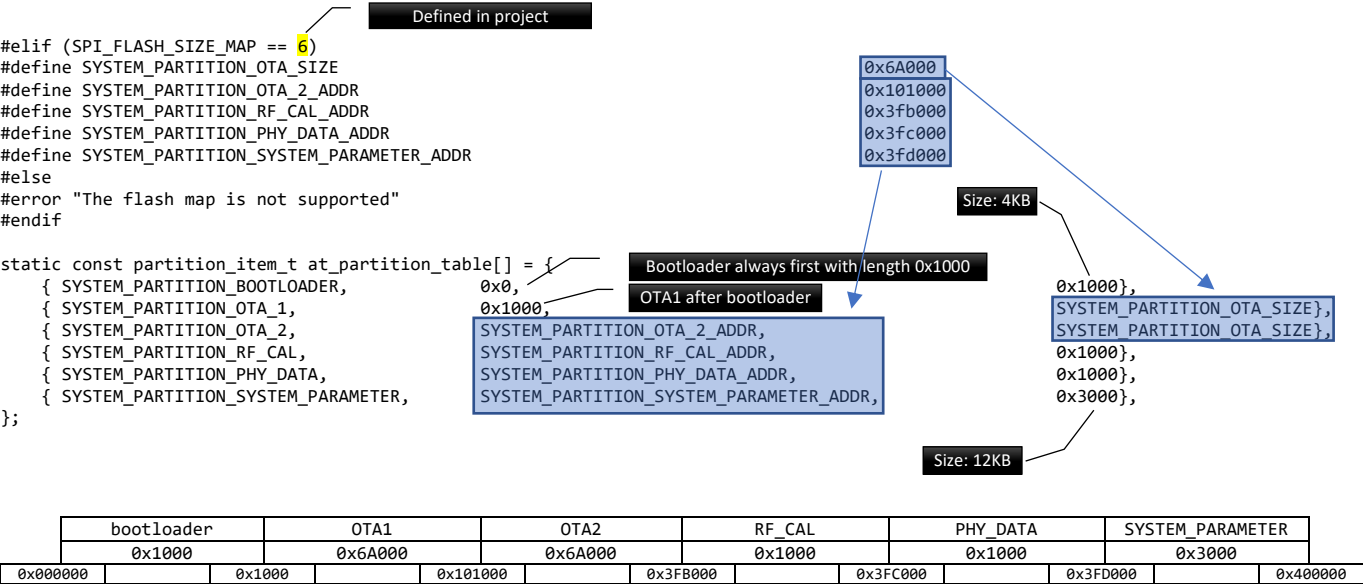 Defined in project
#elif (SPI_FLASH_SIZE_MAP == 6)
#define SYSTEM_PARTITION_OTA_SIZE 0x6A000
#define SYSTEM_PARTITION_OTA_2_ADDR 0x101000
#define SYSTEM_PARTITION_RF_CAL_ADDR 0x3fb000
#define SYSTEM_PARTITION_PHY_DATA_ADDR 0x3fc000
#define SYSTEM_PARTITION_SYSTEM_PARAMETER_ADDR 0x3fd000
#else
#error "The flash map is not supported"
#endif
Size: 4KB
static const partition_item_t at_partition_table[] = {
Bootloader always first with length 0x1000
{ SYSTEM_PARTITION_BOOTLOADER, 0x0, 0x1000},
OTA1 after bootloader
{ SYSTEM_PARTITION_OTA_1, 0x1000, SYSTEM_PARTITION_OTA_SIZE},
{ SYSTEM_PARTITION_OTA_2, SYSTEM_PARTITION_OTA_2_ADDR, SYSTEM_PARTITION_OTA_SIZE},
{ SYSTEM_PARTITION_RF_CAL, SYSTEM_PARTITION_RF_CAL_ADDR, 0x1000},
{ SYSTEM_PARTITION_PHY_DATA, SYSTEM_PARTITION_PHY_DATA_ADDR, 0x1000},
{ SYSTEM_PARTITION_SYSTEM_PARAMETER, SYSTEM_PARTITION_SYSTEM_PARAMETER_ADDR, 0x3000},
};
Size: 12KB
bootloader OTA1 OTA2 RF_CAL PHY_DATA SYSTEM_PARAMETER
0x1000 0x6A000 0x6A000 0x1000 0x1000 0x3000
0x000000 0x1000 0x101000 0x3FB000 0x3FC000 0x3FD000 0x400000